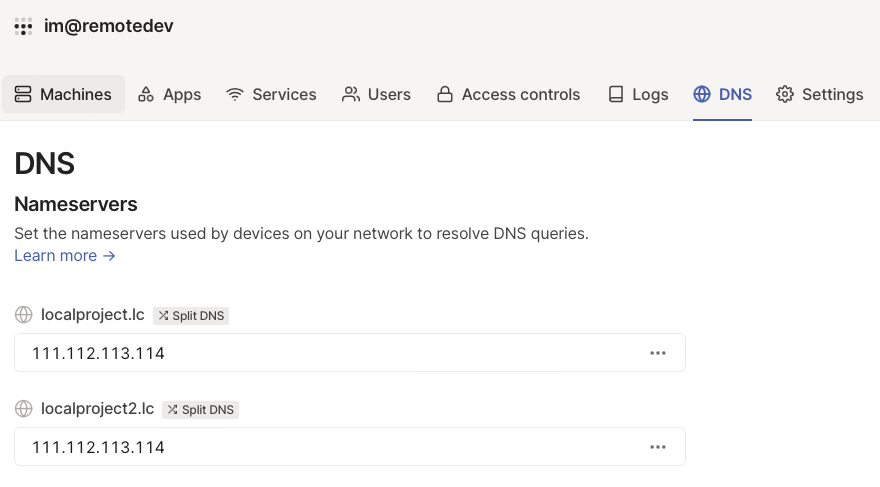 im@remotedev
Machines Apps Services Users Access controls Logs DNS Settings
DNS
Nameservers
Set the nameservers used by devices on your network to resolve DNS queries.
Learn more →
localproject.lc Split DNS
111.112.113.114
localproject2.lc Split DNS
111.112.113.114